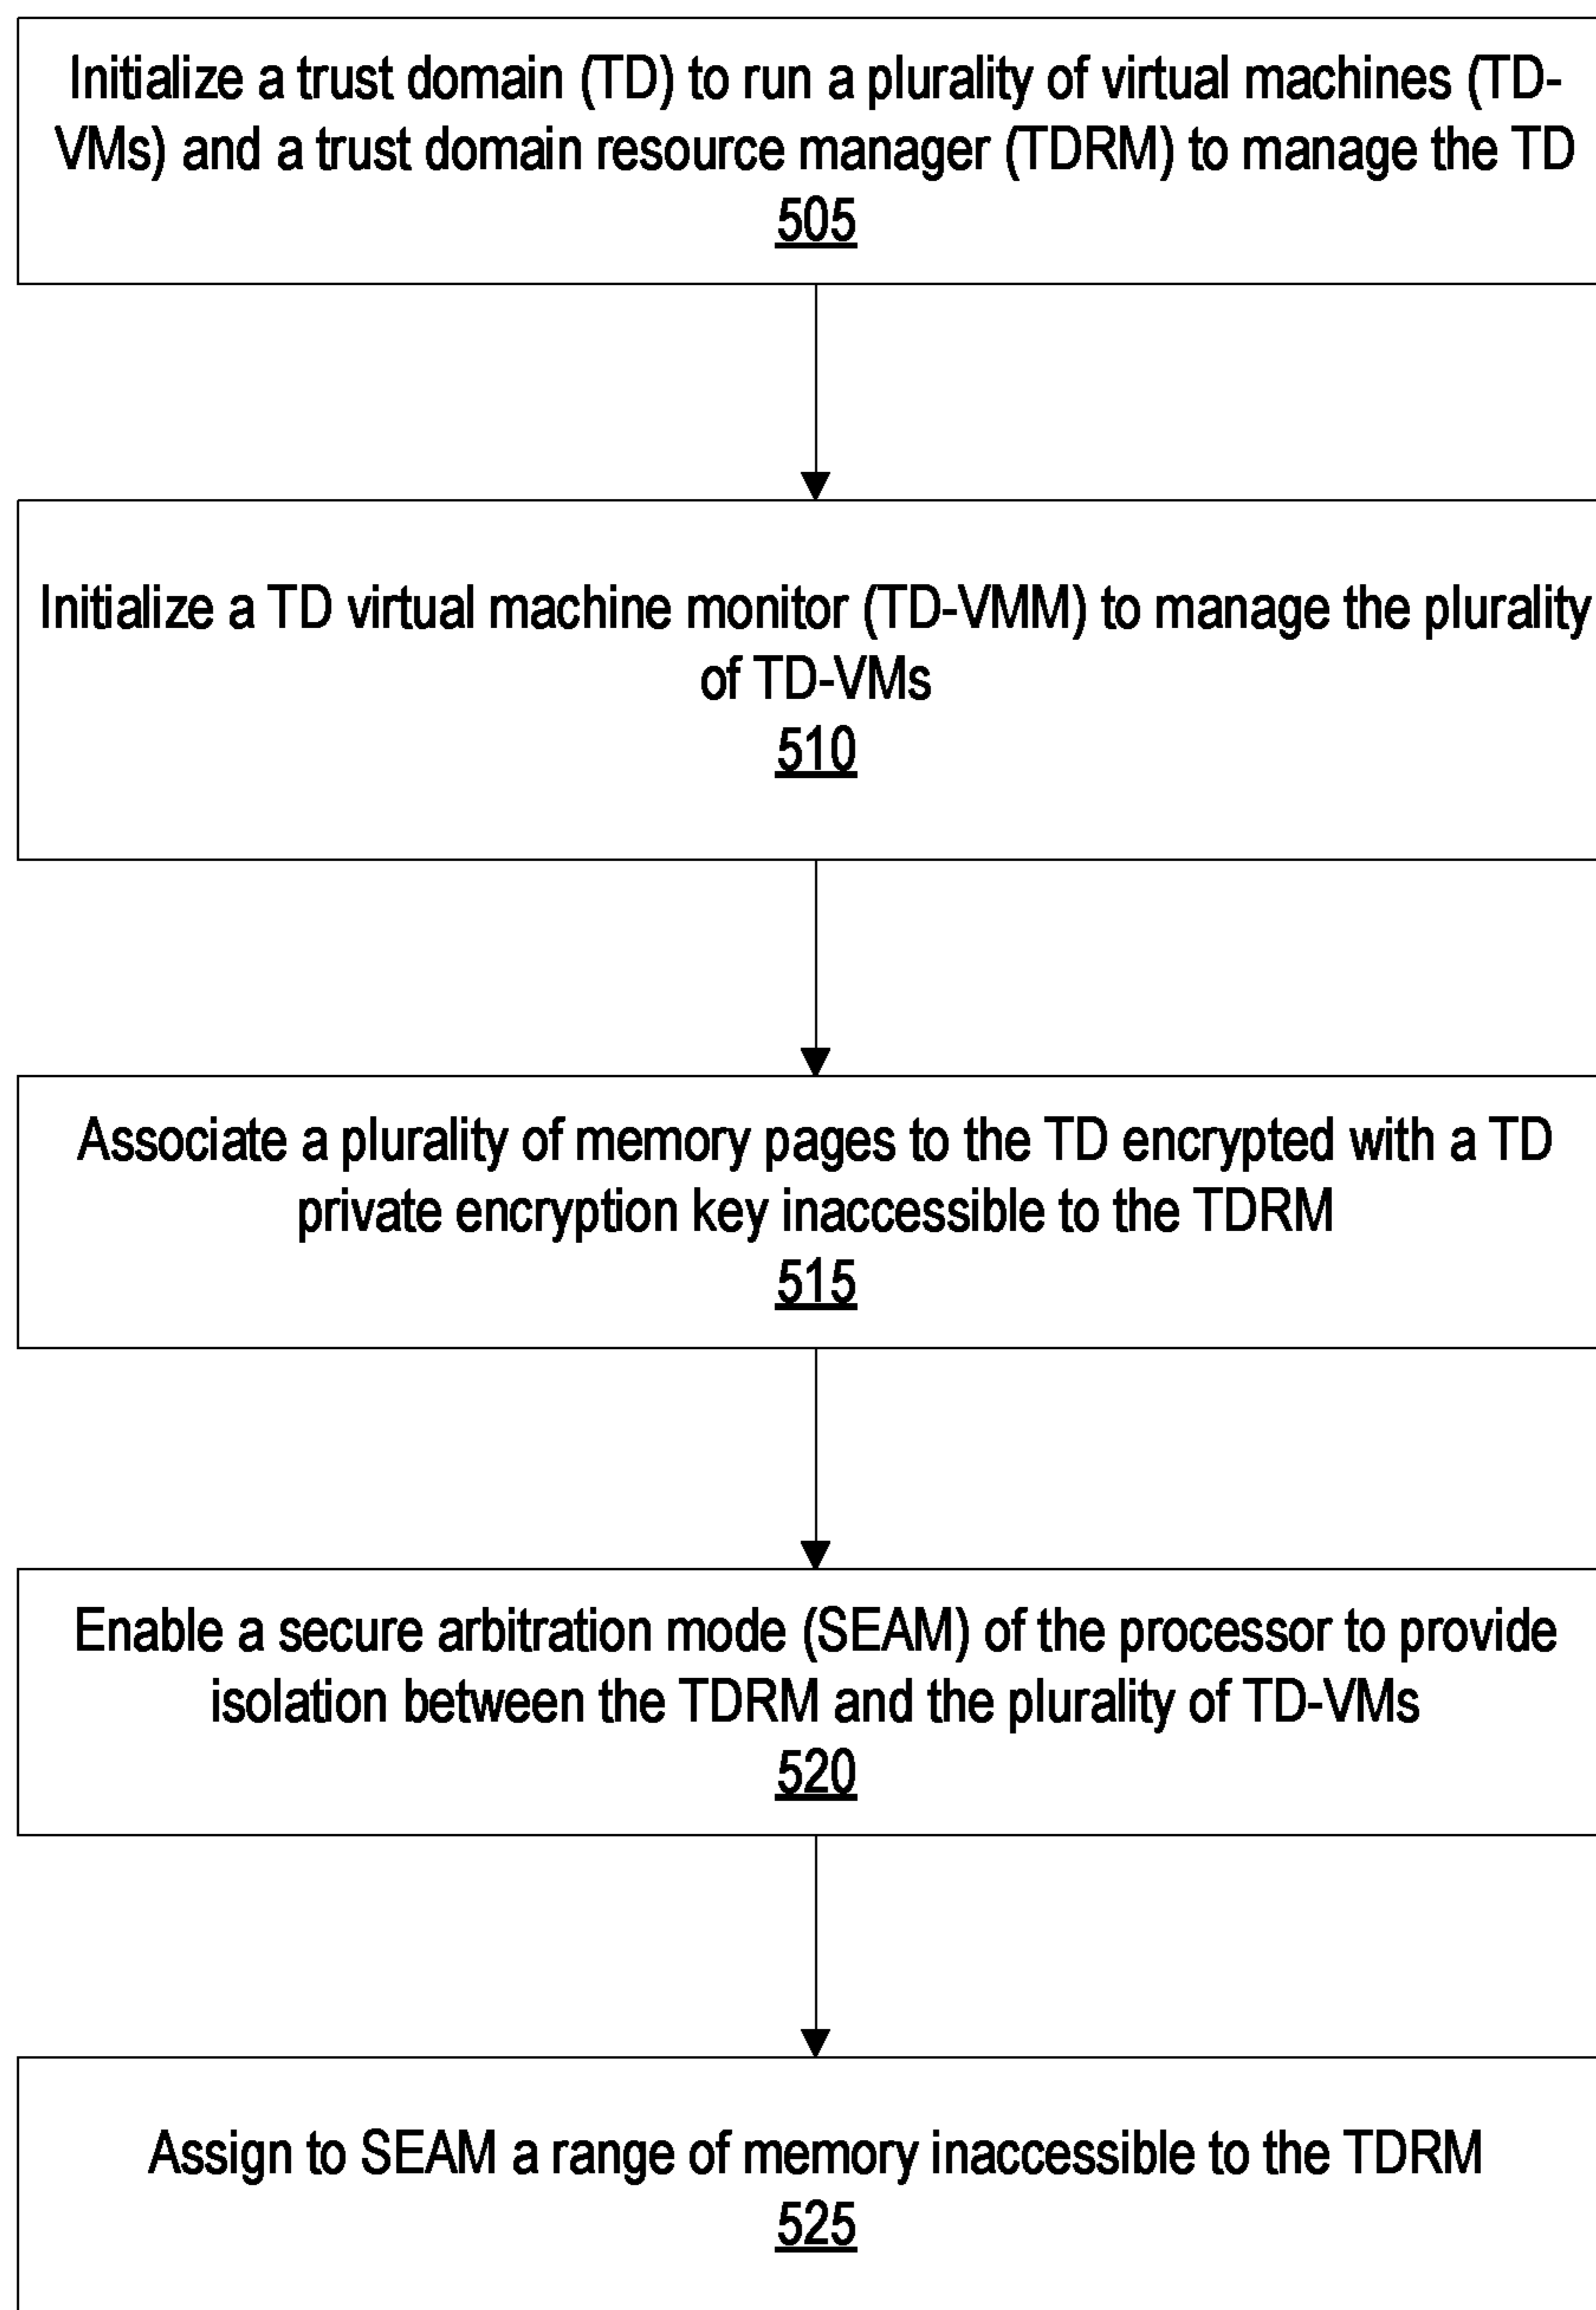 Initialize a trust domain (TD) to run a plurality of virtual machines (TD-
VMs) and a trust domain resource manager (TDRM) to manage the TD
505
Initialize a TD virtual machine monitor (TD-VMM) to manage the plurality
of TD-VMs
510
Associate a plurality of memory pages to the TD encrypted with a TD
private encryption key inaccessible to the TDRM
515
Enable a secure arbitration mode (SEAM) of the processor to provide
isolation between the TDRM and the plurality of TD-VMs
520
Assign to SEAM a range of memory inaccessible to the TDRM
525